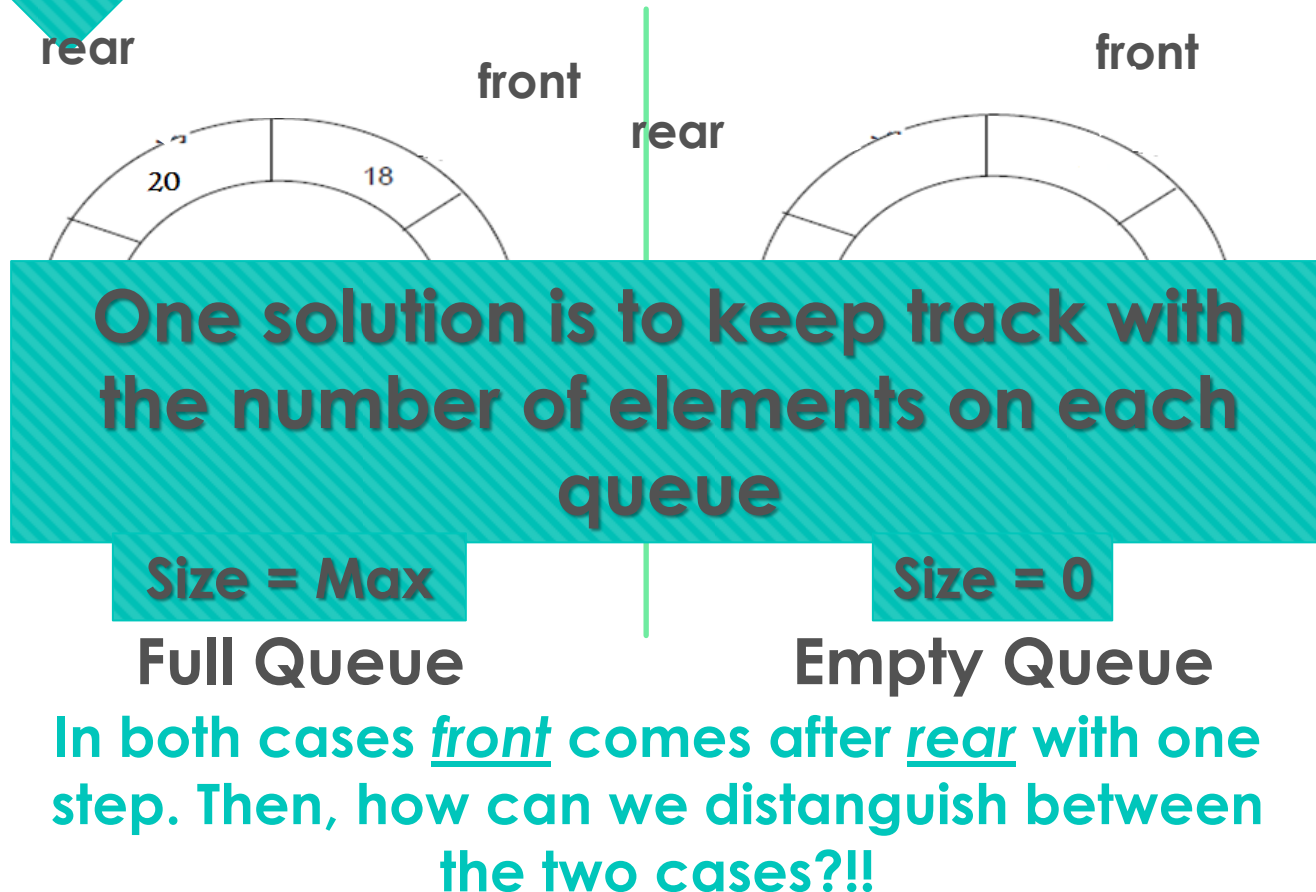 rear
front
front
rear
20
18
One solution is to keep track with
the number of elements on each
queue
Size = Max
Size = 0
Full Queue
Empty Queue
In both cases front comes after rear with one
step. Then, how can we distanguish between
the two cases?!!